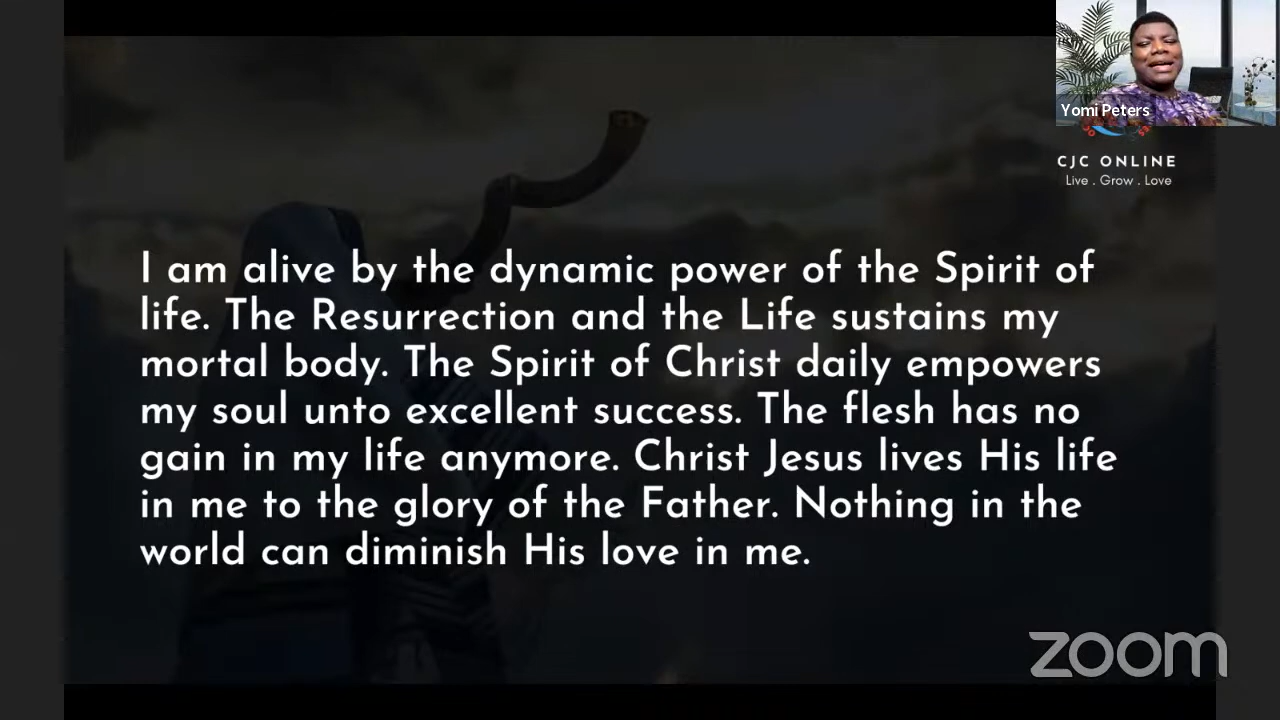 Yomi Peters
CJC ONLINE
Live . Grow . Love
I am alive by the dynamic power of the Spirit of
life. The Resurrection and the Life sustains my
mortal body. The Spirit of Christ daily empowers
my soul unto excellent success. The flesh has no
gain in my life anymore. Christ Jesus lives His life
in me to the glory of the Father. Nothing in the
world can diminish His love in me.
zoom